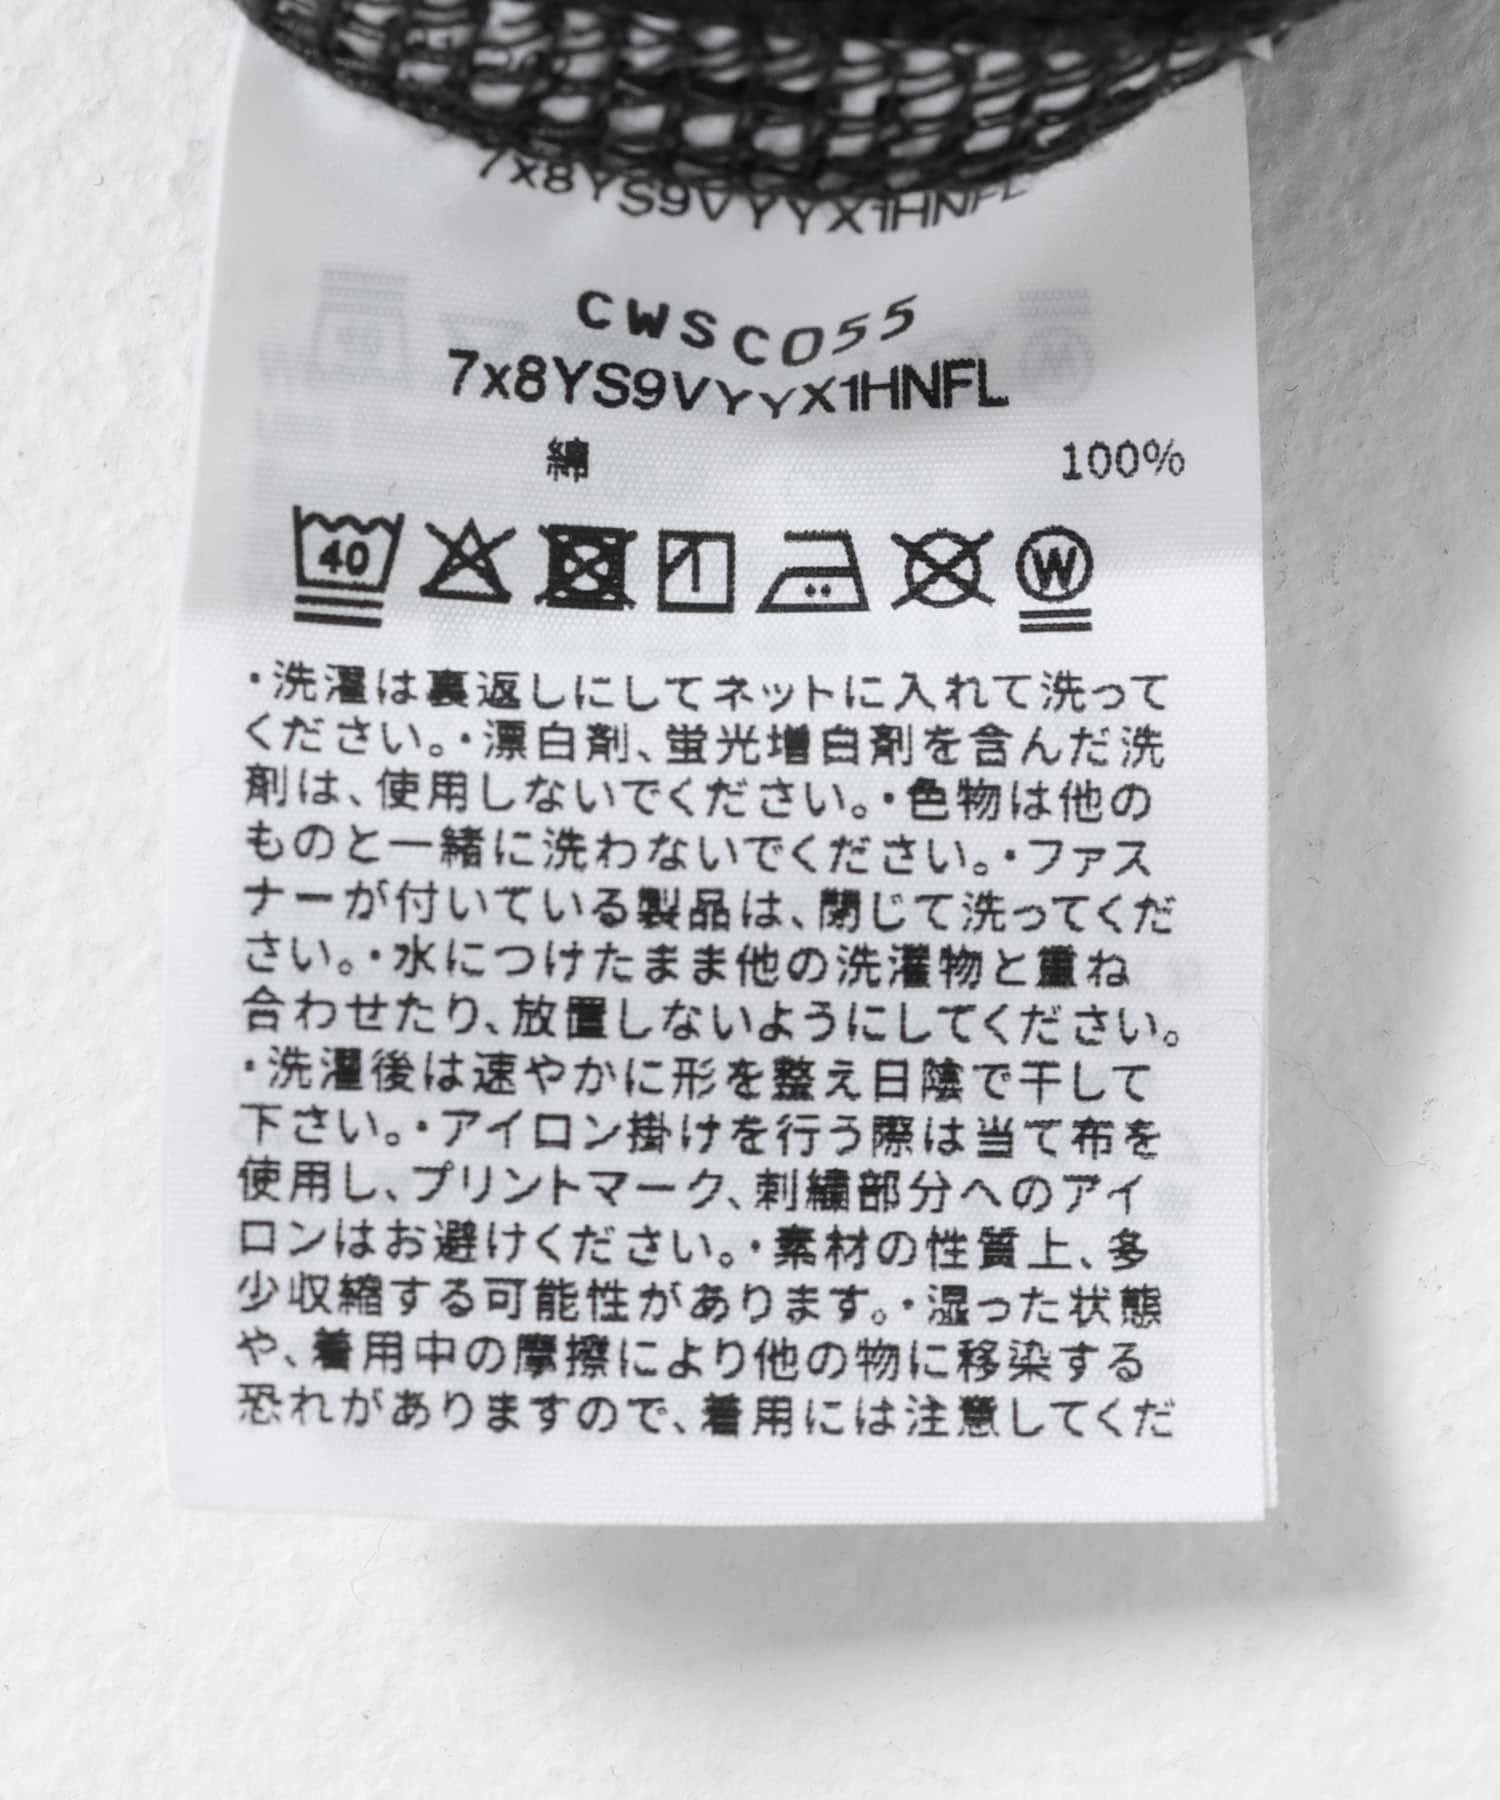 7x8YS9VYYX1HNFL
CWSC055
7x8YS9VYYX1HNFL
綿 100%
40
W
・洗濯は裏返しにしてネットに入れて洗って
ください。・漂白剤、蛍光増白剤を含んだ洗
剤は、使用しないでください。・色物は他の
ものと一緒に洗わないでください。・ファス
ナーが付いている製品は、閉じて洗ってくだ
さい。・水につけたまま他の洗濯物と重ね
合わせたり、放置しないようにしてください。
・洗濯後は速やかに形を整え日陰で干して
下さい。・アイロン掛けを行う際は当て布を
使用し、プリントマーク、刺繍部分へのアイ
ロンはお避けください。・素材の性質上、多
少収縮する可能性があります。・湿った状態
や、着用中の摩擦により他の物に移染する
恐れがありますので、着用には注意してくだ